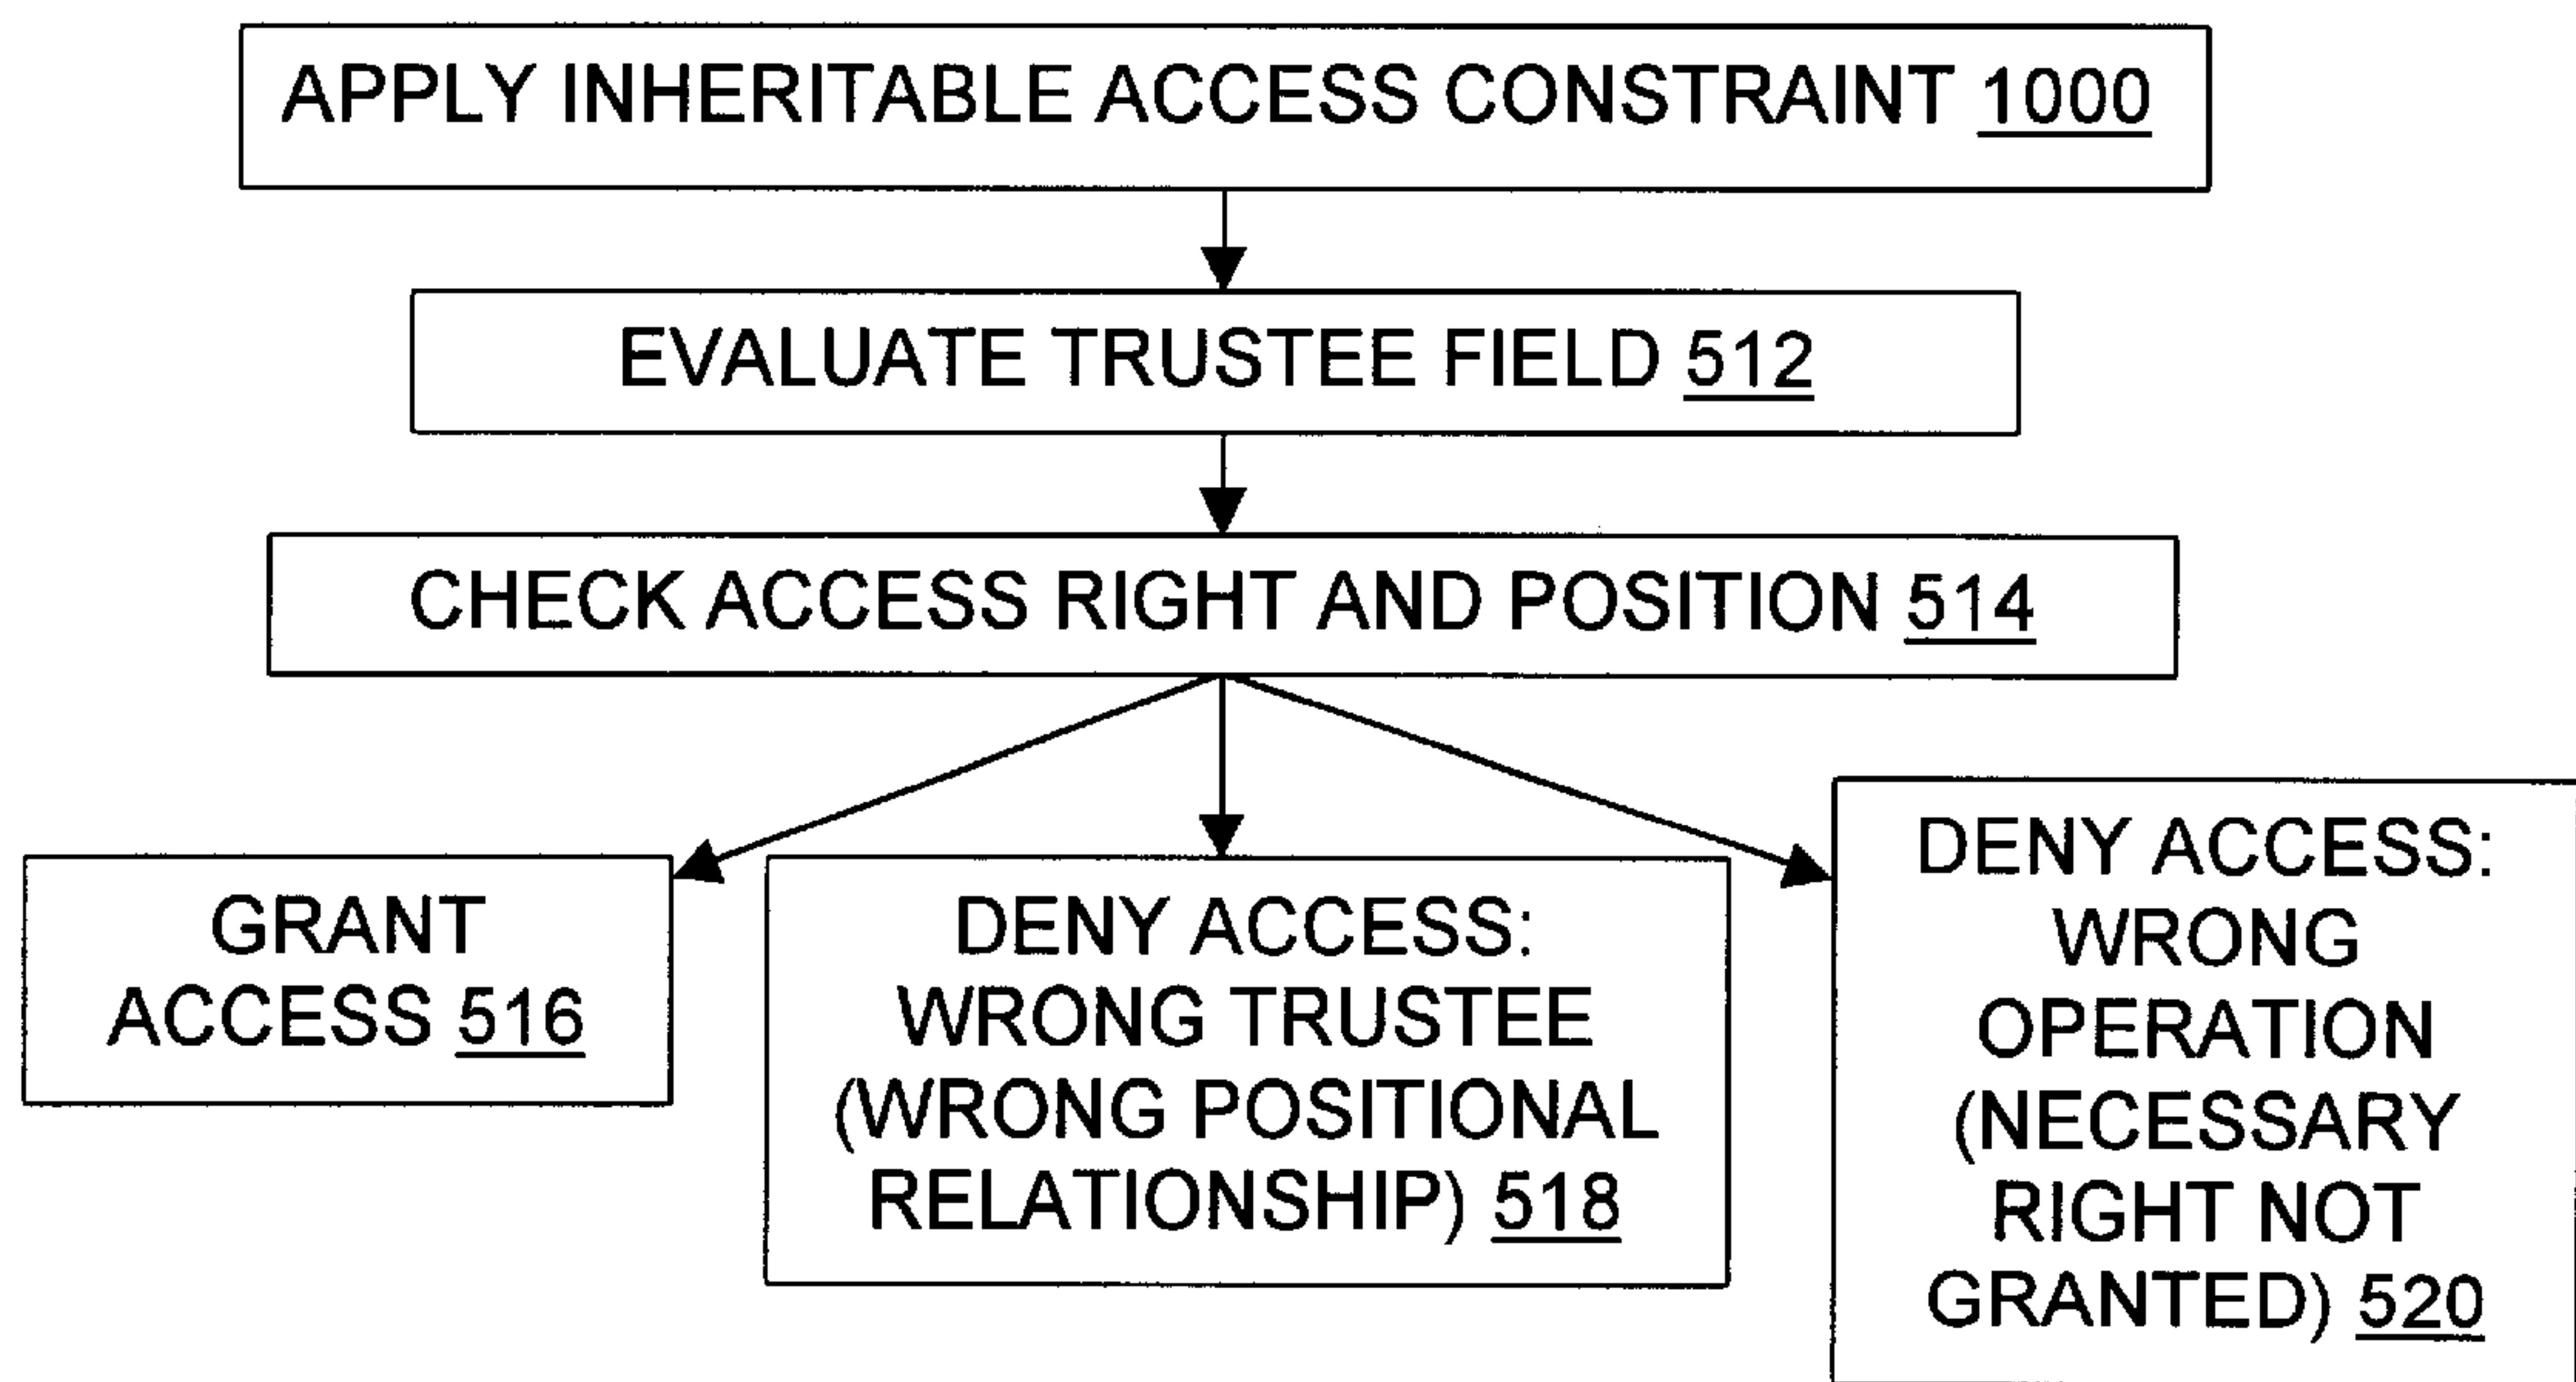 APPLY INHERITABLE ACCESS CONSTRAINT 1000
EVALUATE TRUSTEE FIELD 512
CHECK ACCESS RIGHT AND POSITION 514
GRANT
ACCESS 516
DENY ACCESS:
WRONG TRUSTEE
(WRONG POSITIONAL
RELATIONSHIP) 518
DENY ACCESS:
WRONG
OPERATION
(NECESSARY
RIGHT NOT
GRANTED) 520